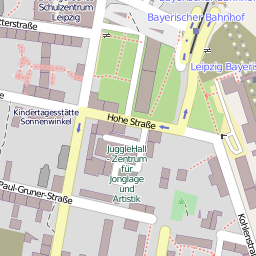 Bayerischer Bahnhof
Schulzentrum
Leipzig
Leipzig Bayeris
Kindertagesstätte
Sonnenwinkel
Hohe Straße
JuggleHall
- Zentrum
für
Jonglage
und
Artistik
Paul-Gruner-Straße
Kohlenstraß